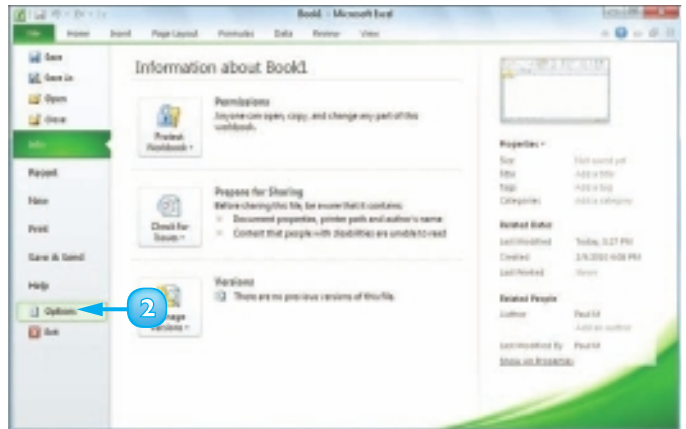 Book1 - Microsoft Excel
File Home Insert Page Layout Formulas Data Review View
Save
Save As
Open
Close
Info
Recent
New
Print
Save & Send
Help
Options
Exit
2
Information about Book1
Protect Workbook
Permissions
Anyone can open, copy, and change any part of this
workbook.
Check for Issues
Prepare for Sharing
Before sharing this file, be aware that it contains:
Document properties, printer path and author's name
Content that people with disabilities are unable to read
Versions
There are no previous versions of this file.
Properties
Size Not saved yet
Title Add a title
Tags Add a tag
Categories Add a category
Related Dates
Last Modified Today, 3:27 PM
Created
Last Printed Never
Related People
Author
Add an author
Last Modified By
Show All Properties